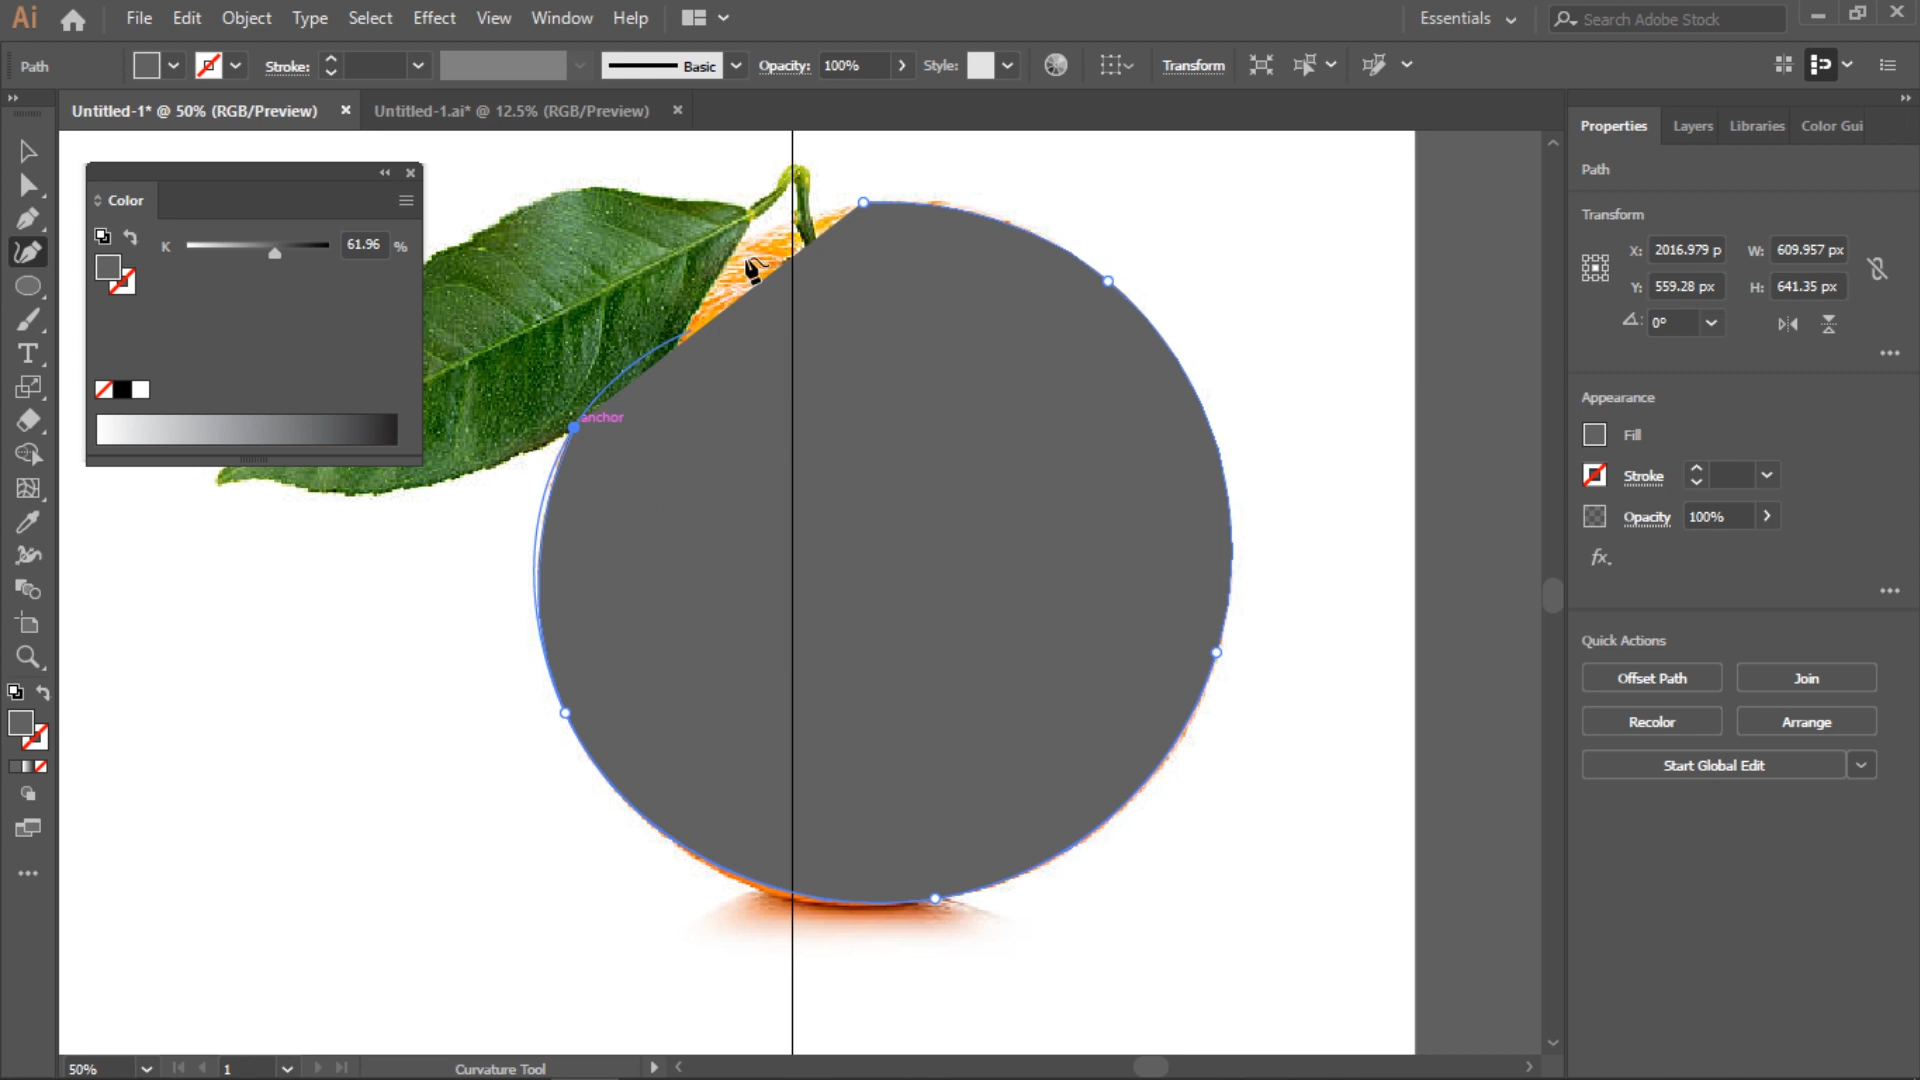 Ai File Edit Object Type Select Effect View Window Help Essentials Search Adobe Stock
Path Stroke: Basic Opacity: 100% Style: Transform
Untitled-1* @ 50% (RGB/Preview) Untitled-1.ai* @ 12.5% (RGB/Preview)
Color
K 61.96 %
anchor
Properties Layers Libraries Color Gui
Path
Transform
X: 2016.979 p W: 609.957 px
Y: 559.28 px H: 641.35 px
0°
Appearance
Fill
Stroke
Opacity 100%
fx.
Quick Actions
Offset Path Join
Recolor Arrange
Start Global Edit
50% 1 Curvature Tool